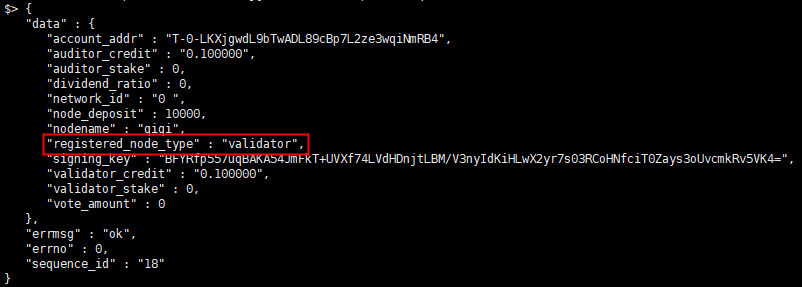 $> {
"data" : {
"account_addr" : "T-0-LKXjgwdL9bTwADL89cBp7L2ze3wqiNmRB4",
"auditor_credit" : "0.100000",
"auditor_stake" : 0,
"dividend_ratio" : 0,
"network_id" : "0 ",
"node_deposit" : 10000,
"nodename" : "qiqi",
"registered_node_type" : "validator",
"signing_key" : "BFYRfp557uqBAKA54JmFkT+UVXf74LVdHDnjtLBM/V3nyIdKiHLwX2yr7s03RCoHNfciT0Zays3oUvcmkRv5VK4=",
"validator_credit" : "0.100000",
"validator_stake" : 0,
"vote_amount" : 0
},
"errmsg" : "ok",
"errno" : 0,
"sequence_id" : "18"
}